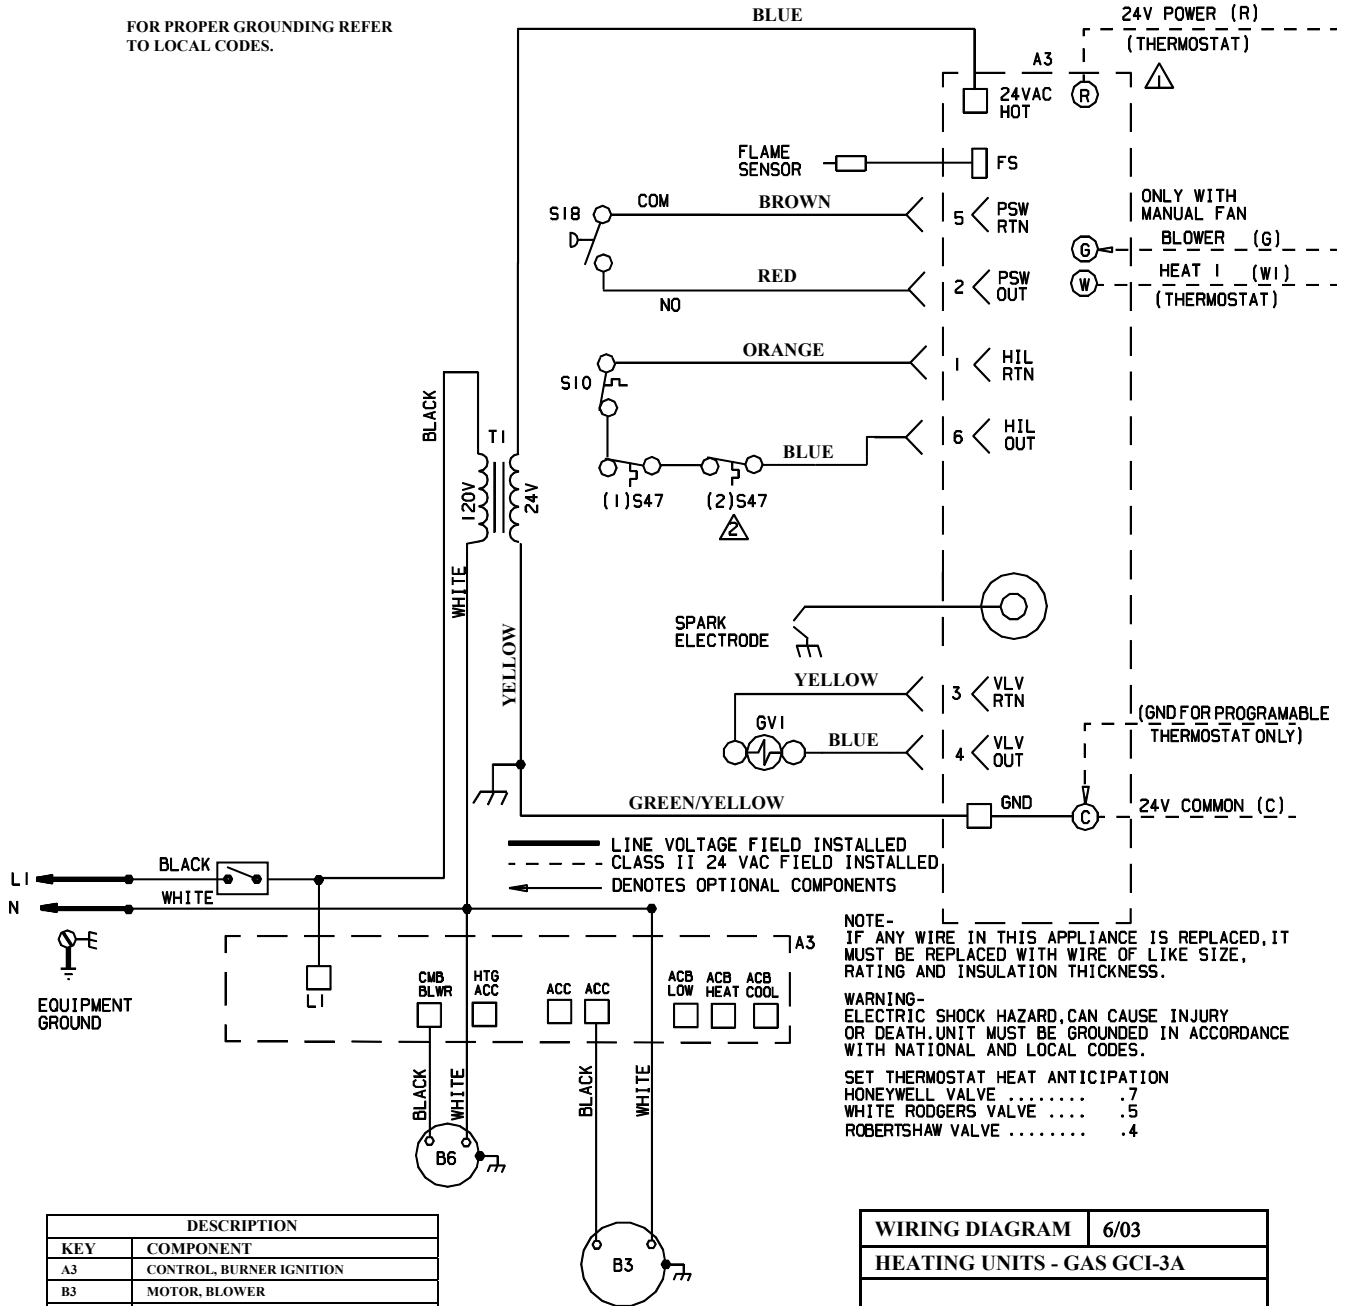 FOR PROPER GROUNDING REFER
TO LOCAL CODES.
BLUE
24V POWER (R)
(THERMOSTAT)
A3
1
24VAC
HOT
R
FLAME
SENSOR
FS
S18
COM
BROWN
5
PSW
RTN
ONLY WITH
MANUAL FAN
G
BLOWER (G)
RED
NO
2
PSW
OUT
W
HEAT 1 (W1)
(THERMOSTAT)
ORANGE
S10
1
HIL
RTN
BLACK
T1
120V
24V
BLUE
6
HIL
OUT
(1)S47
(2)S47
2
WHITE
YELLOW
SPARK
ELECTRODE
YELLOW
3
VLV
RTN
GV1
BLUE
4
VLV
OUT
(GND FOR PROGRAMABLE
THERMOSTAT ONLY)
GREEN/YELLOW
GND
C
24V COMMON (C)
LINE VOLTAGE FIELD INSTALLED
CLASS II 24 VAC FIELD INSTALLED
DENOTES OPTIONAL COMPONENTS
L1
BLACK
N
WHITE
EQUIPMENT
GROUND
A3
L1
CMB
BLWR
HTG
ACC
ACC
ACC
ACB
LOW
ACB
HEAT
ACB
COOL
BLACK
WHITE
BLACK
WHITE
B6
B3
NOTE-
IF ANY WIRE IN THIS APPLIANCE IS REPLACED, IT
MUST BE REPLACED WITH WIRE OF LIKE SIZE,
RATING AND INSULATION THICKNESS.
WARNING-
ELECTRIC SHOCK HAZARD, CAN CAUSE INJURY
OR DEATH. UNIT MUST BE GROUNDED IN ACCORDANCE
WITH NATIONAL AND LOCAL CODES.
SET THERMOSTAT HEAT ANTICIPATION
HONEYWELL VALVE ........ .7
WHITE RODGERS VALVE .... .5
ROBERTSHAW VALVE ........ .4
DESCRIPTION
KEY COMPONENT
A3 CONTROL, BURNER IGNITION
B3 MOTOR, BLOWER
WIRING DIAGRAM 6/03
HEATING UNITS - GAS GCI-3A